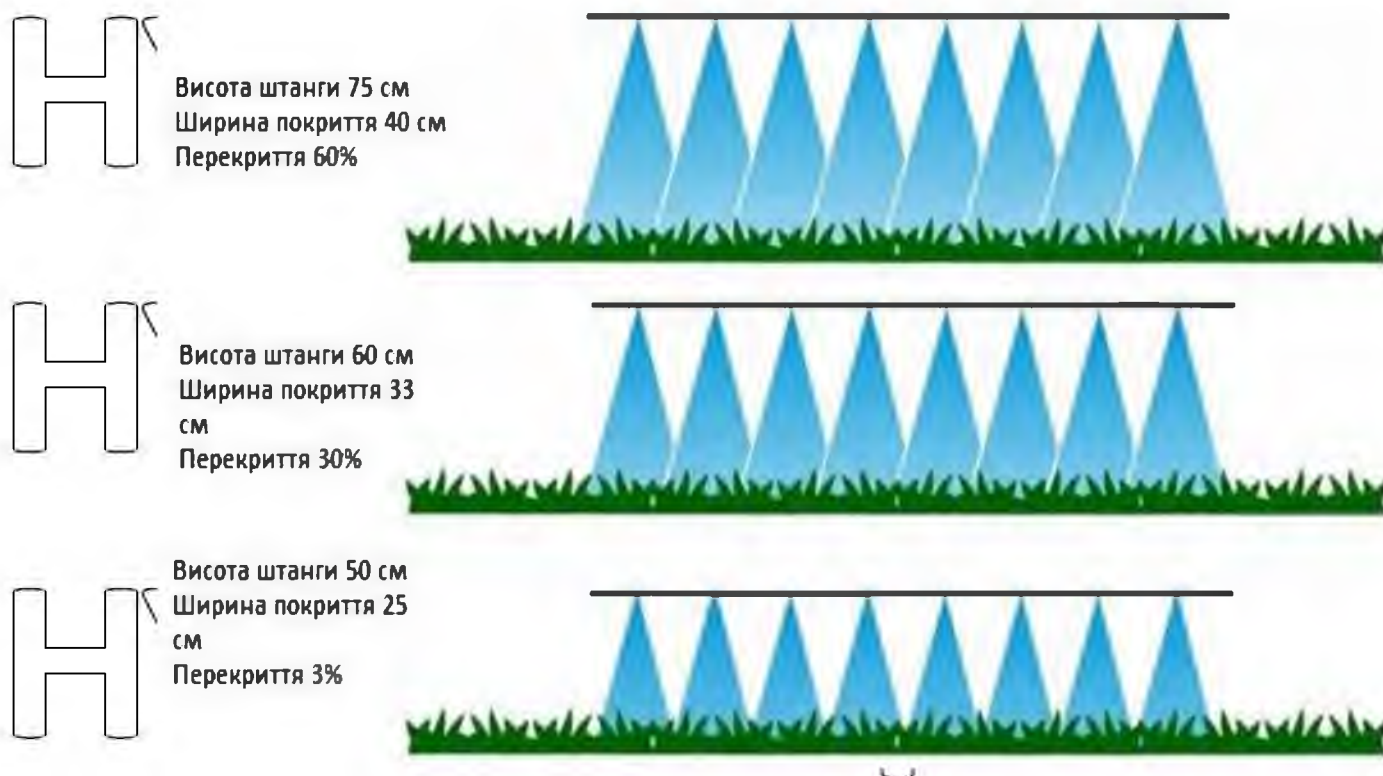 Висота штанги 75 см
Ширина покриття 40 см
Перекриття 60%
Висота штанги 60 см
Ширина покриття 33
см
Перекриття 30%
Висота штанги 50 см
Ширина покриття 25
см
Перекриття 3%